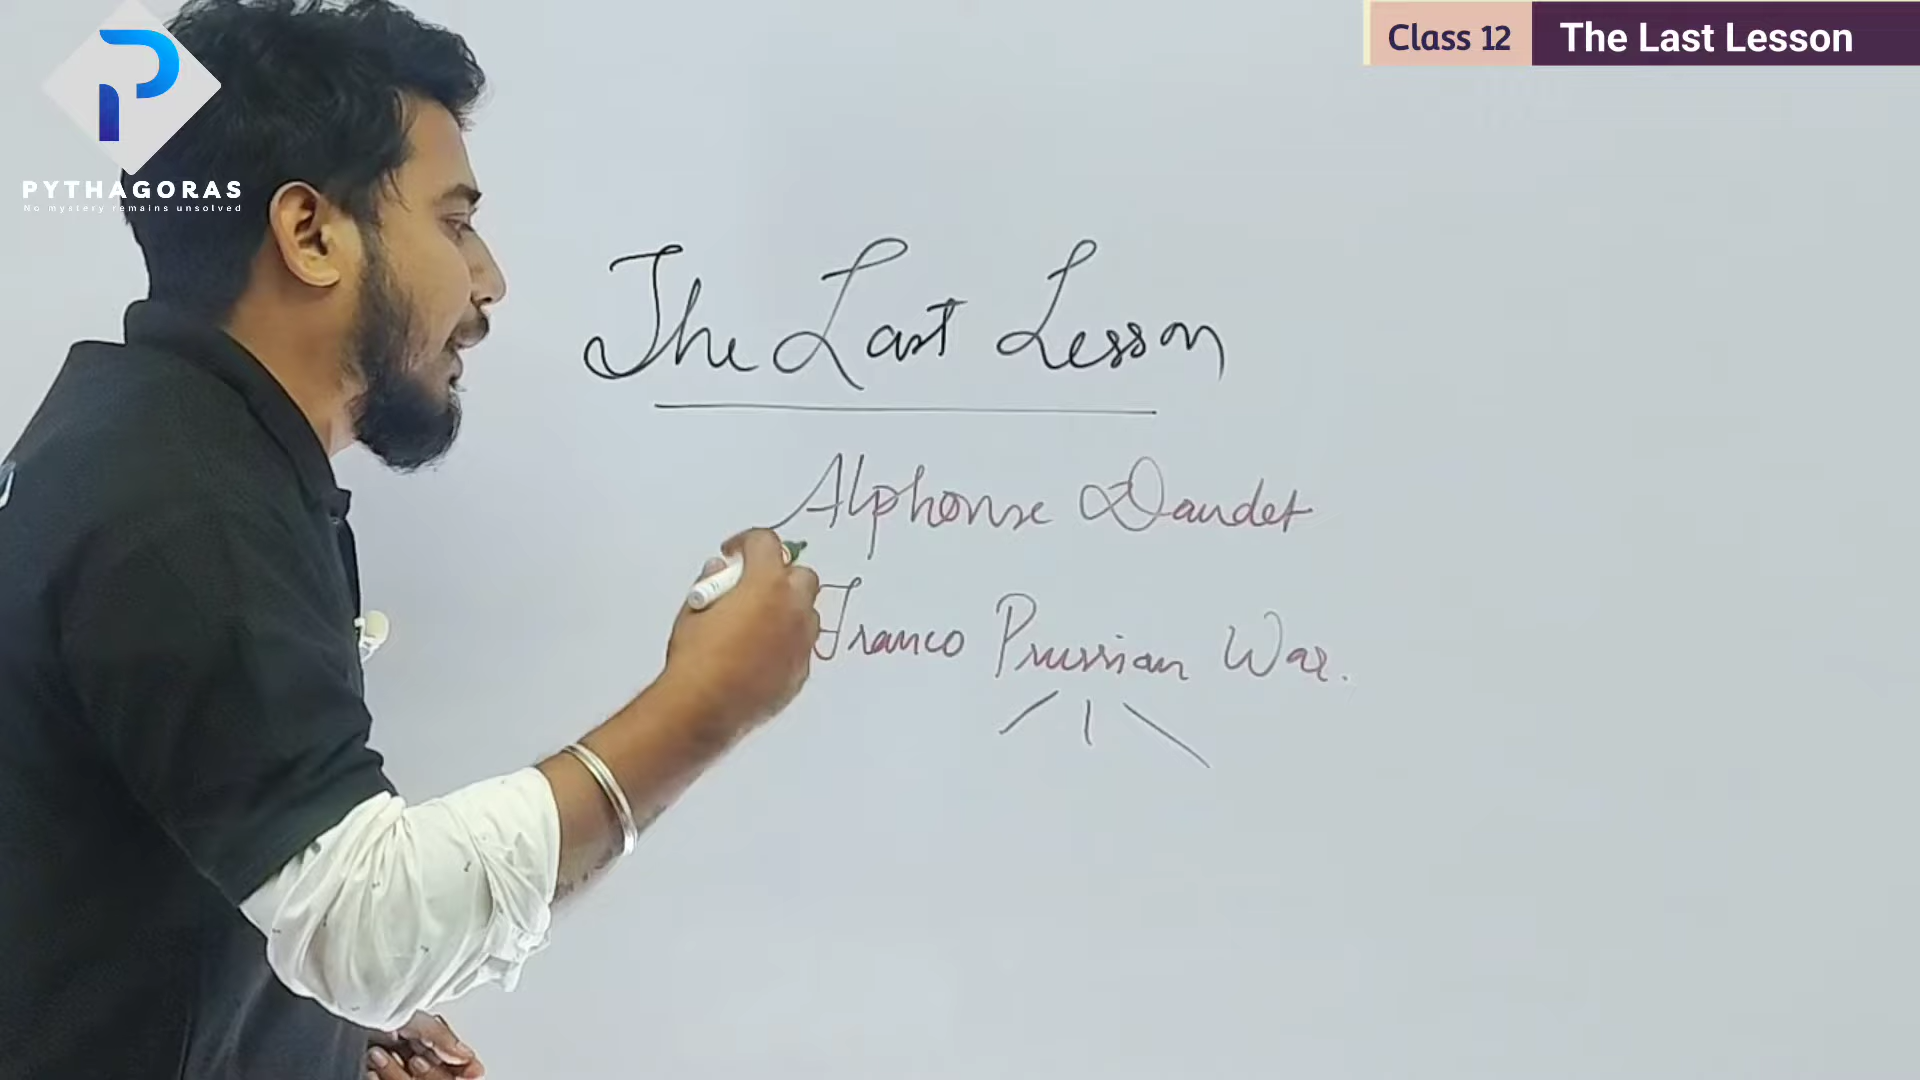 Class 12 The Last Lesson
PYTHAGORAS
No mystery remains unsolved
The Last Lesson
Alphonse Daudet
Franco Prussian War.